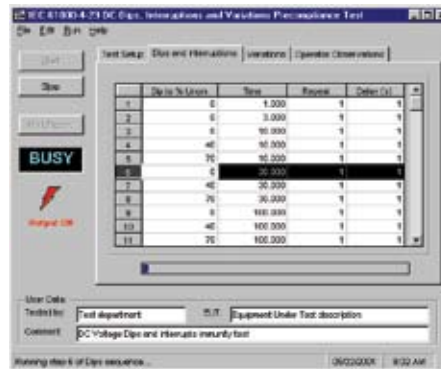 IEC 61000-4-29 DC Dips, Interruptions and Variations Precompliance Test
File Edit Run Help
Start
Test Setup Dips and Interruptions Variations Operator Observations
Stop
Dip to % Unom Time Repeat Delay (s)
1 0 1.000 1 1
2 0 3.000 1 1
3 0 10.000 1 1
4 40 10.000 1 1
5 70 10.000 1 1
6 0 30.000 1 1
7 40 30.000 1 1
8 70 30.000 1 1
9 0 100.000 1 1
10 40 100.000 1 1
11 70 100.000 1 1
BUSY
Output ON
User Data
Tested by: Test department EUT: Equipment Under Test description
Comment: DC Voltage Dips and interrupts immunity test
Running step 6 of Dips sequence... 9:32 AM